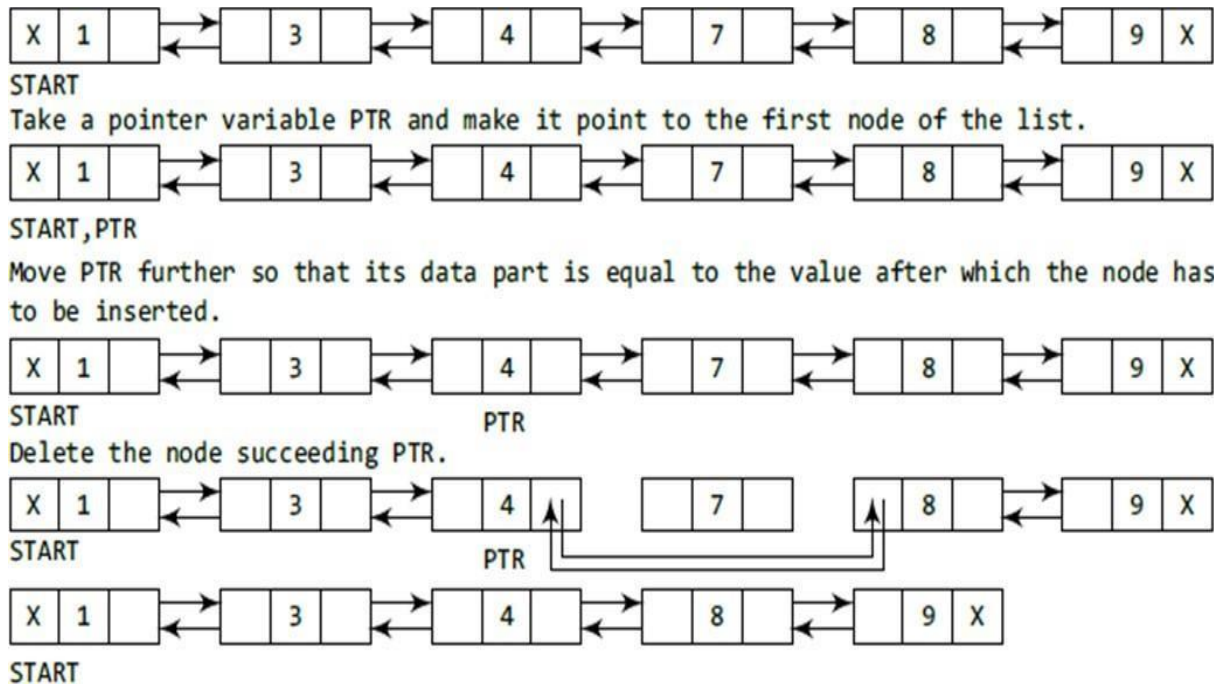 X 1 3 4 7 8 9 X
START
Take a pointer variable PTR and make it point to the first node of the list.
X 1 3 4 7 8 9 X
START,PTR
Move PTR further so that its data part is equal to the value after which the node has
to be inserted.
X 1 3 4 7 8 9 X
START PTR
Delete the node succeeding PTR.
X 1 3 4 7 8 9 X
START PTR
X 1 3 4 8 9 X
START